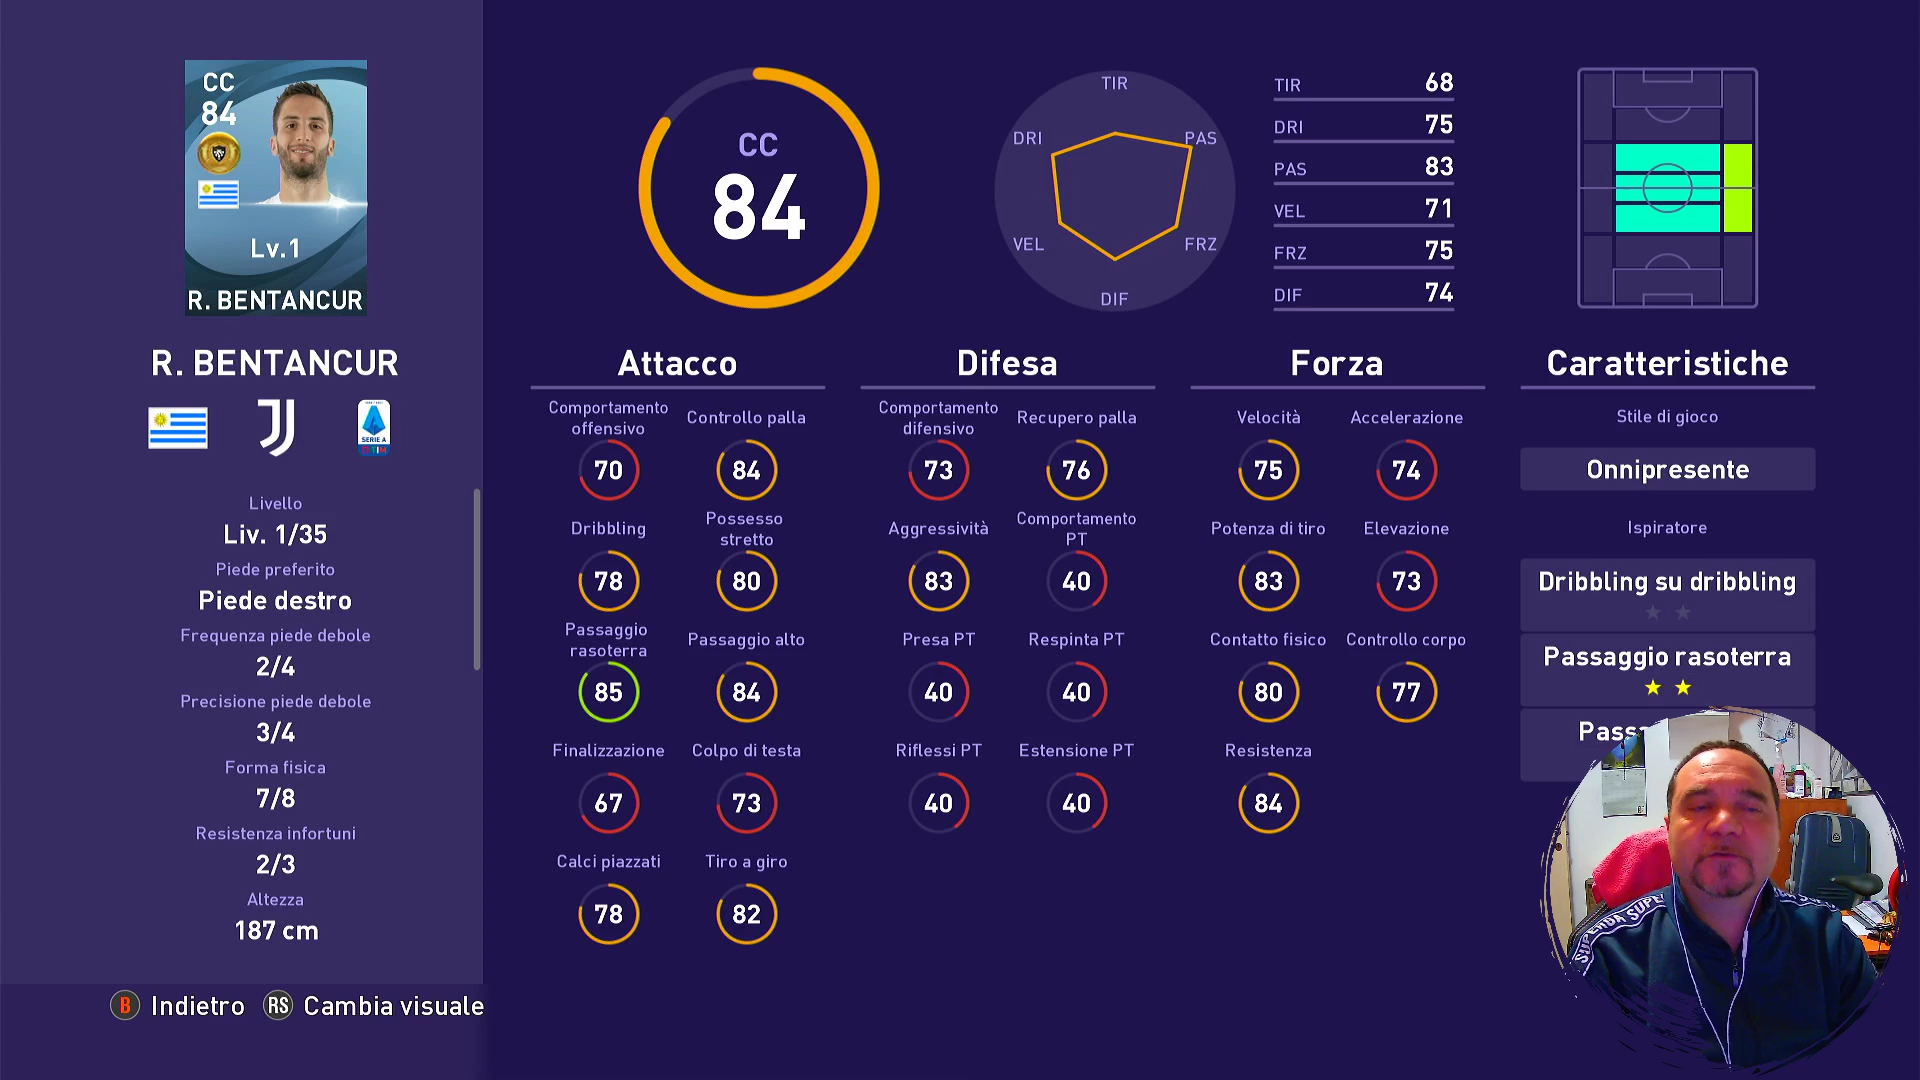 CC
84
Lv.1
R. BENTANCUR
R. BENTANCUR
SERIE A
TIM
Livello
Liv. 1/35
Piede preferito
Piede destro
Frequenza piede debole
2/4
Precisione piede debole
3/4
Forma fisica
7/8
Resistenza infortuni
2/3
Altezza
187 cm
B Indietro RS Cambia visuale
CC
84
TIR
DRI
PAS
VEL
FRZ
DIF
TIR 68
DRI 75
PAS 83
VEL 71
FRZ 75
DIF 74
Attacco
Comportamento offensivo
70
Controllo palla
84
Dribbling
78
Possesso stretto
80
Passaggio rasoterra
85
Passaggio alto
84
Finalizzazione
67
Colpo di testa
73
Calci piazzati
78
Tiro a giro
82
Difesa
Comportamento difensivo
73
Recupero palla
76
Aggressività
83
Comportamento PT
40
Presa PT
40
Respinta PT
40
Riflessi PT
40
Estensione PT
40
Forza
Velocità
75
Accelerazione
74
Potenza di tiro
83
Elevazione
73
Contatto fisico
80
Controllo corpo
77
Resistenza
84
Caratteristiche
Stile di gioco
Onnipresente
Ispiratore
Dribbling su dribbling
Passaggio rasoterra